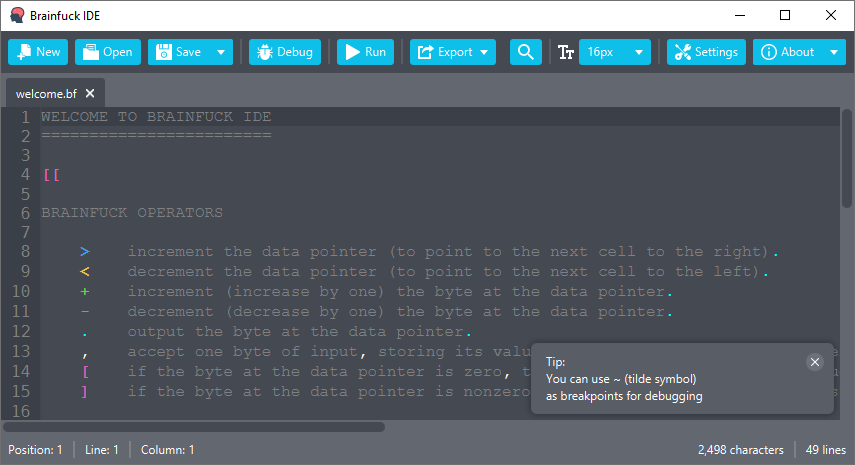 Brainfuck IDE
New Open Save Debug Run Export 16px Settings About
welcome.bf
1 WELCOME TO BRAINFUCK IDE
2 ========================
3
4 [[
5
6 BRAINFUCK OPERATORS
7
8 > increment the data pointer (to point to the next cell to the right).
9 < decrement the data pointer (to point to the next cell to the left).
10 + increment (increase by one) the byte at the data pointer.
11 - decrement (decrease by one) the byte at the data pointer.
12 . output the byte at the data pointer.
13 , accept one byte of input, storing its valu
14 [ if the byte at the data pointer is zero, t
15 ] if the byte at the data pointer is nonzero
16
Tip:
You can use ~ (tilde symbol)
as breakpoints for debugging
Position: 1 Line: 1 Column: 1 2,498 characters 49 lines